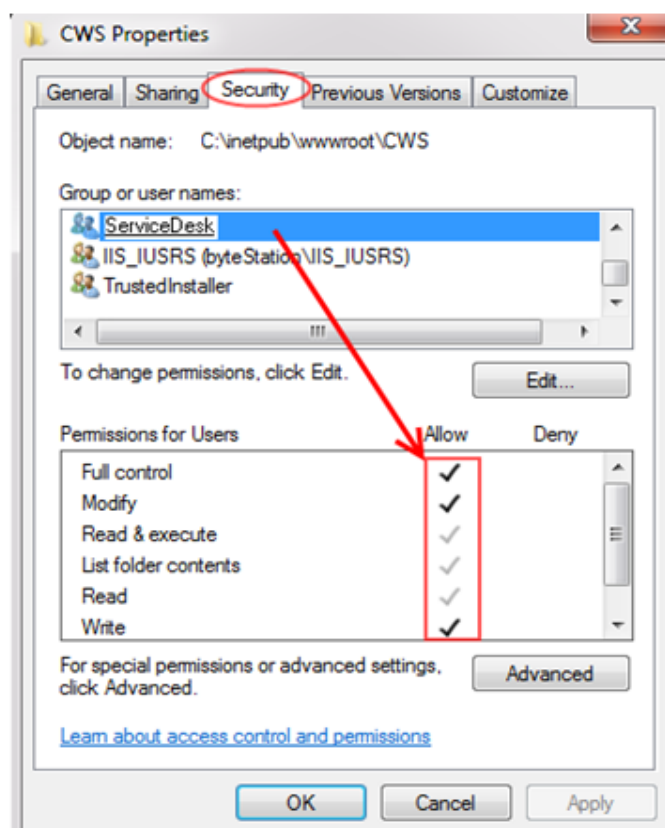 CWS Properties
General Sharing Security Previous Versions Customize
Object name: C:\inetpub\wwwroot\CWS
Group or user names:
ServiceDesk
IIS_IUSRS (byteStation\IIS_IUSRS)
TrustedInstaller
To change permissions, click Edit.
Edit...
Permissions for Users Allow Deny
Full control
Modify
Read & execute
List folder contents
Read
Write
For special permissions or advanced settings,
click Advanced.
Advanced
Learn about access control and permissions
OK Cancel Apply